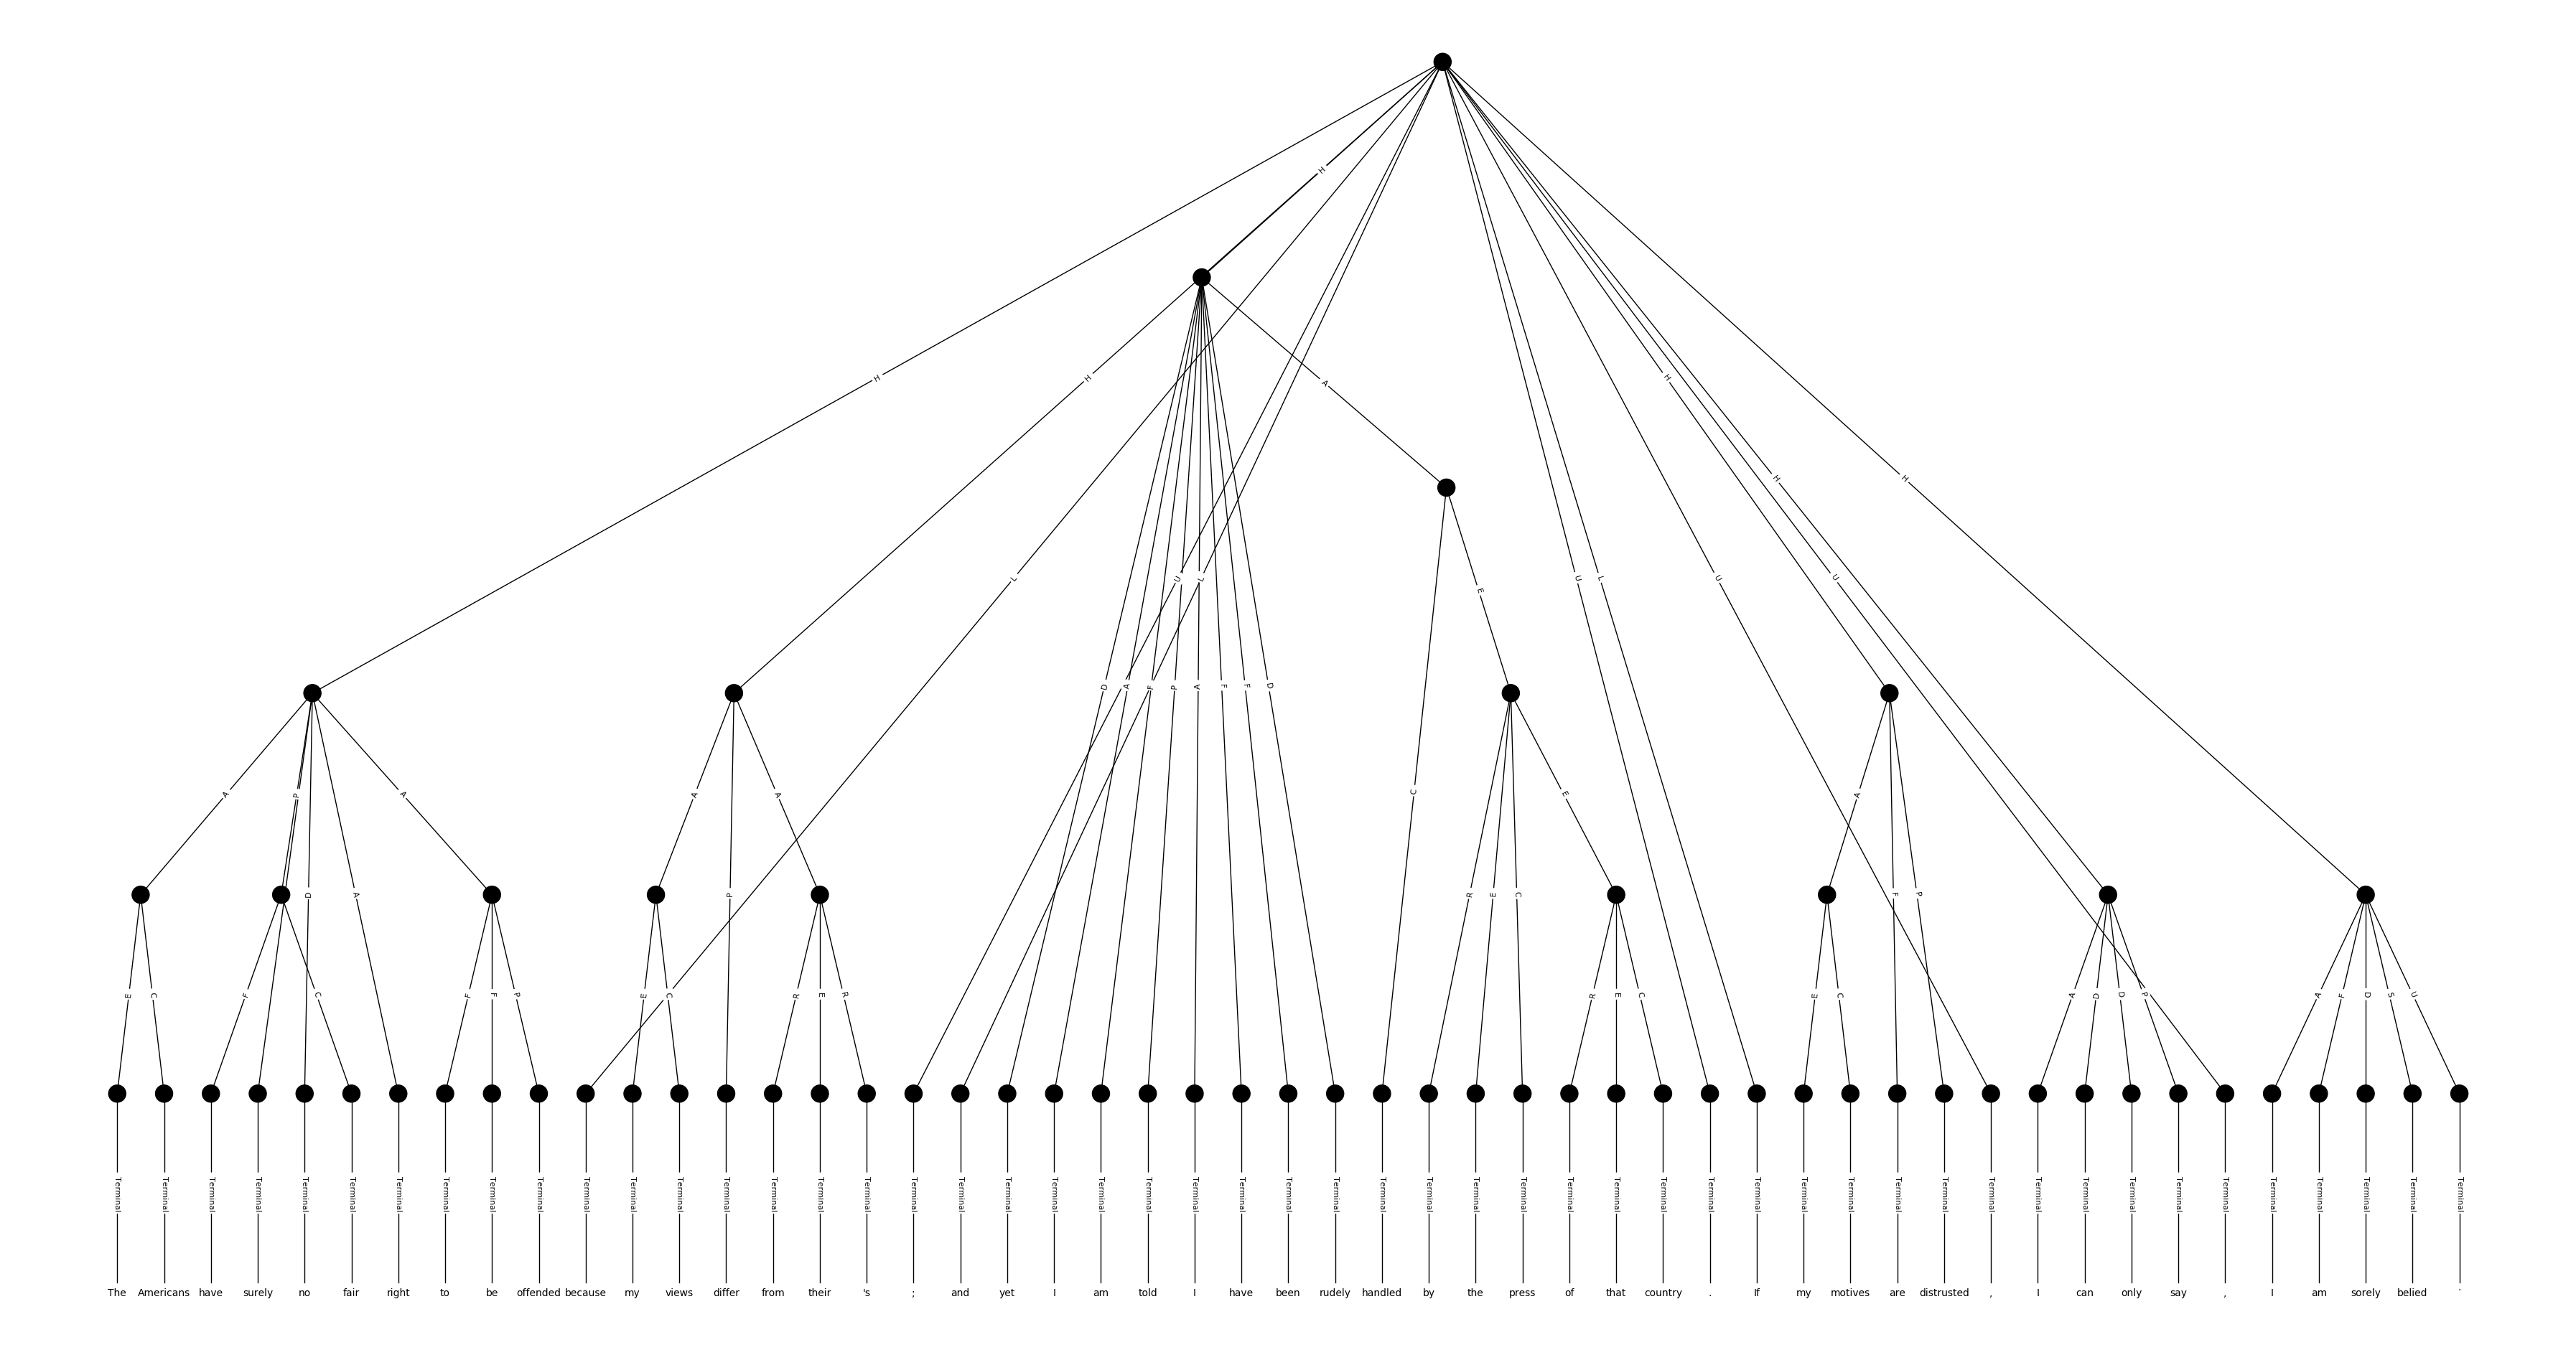 H
H
H H A H H H
L U L U L U U E
D A F P A F F D
A P A A A A C E A
D A P R E C F P
E C F C F F P E C R E R R E C E C A D D P A F D S U
Terminal Terminal Terminal Terminal Terminal Terminal Terminal Terminal Terminal Terminal Terminal Terminal Terminal Terminal Terminal Terminal Terminal Terminal Terminal Terminal Terminal Terminal Terminal Terminal Terminal Terminal Terminal Terminal Terminal Terminal Terminal Terminal Terminal Terminal Terminal Terminal Terminal Terminal Terminal Terminal Terminal Terminal Terminal Terminal Terminal Terminal Terminal Terminal Terminal Terminal Terminal
The Americans have surely no fair right to be offended because my views differ from their 's ; and yet I am told I have been rudely handled by the press of that country . If my motives are distrusted , I can only say , I am sorely belied